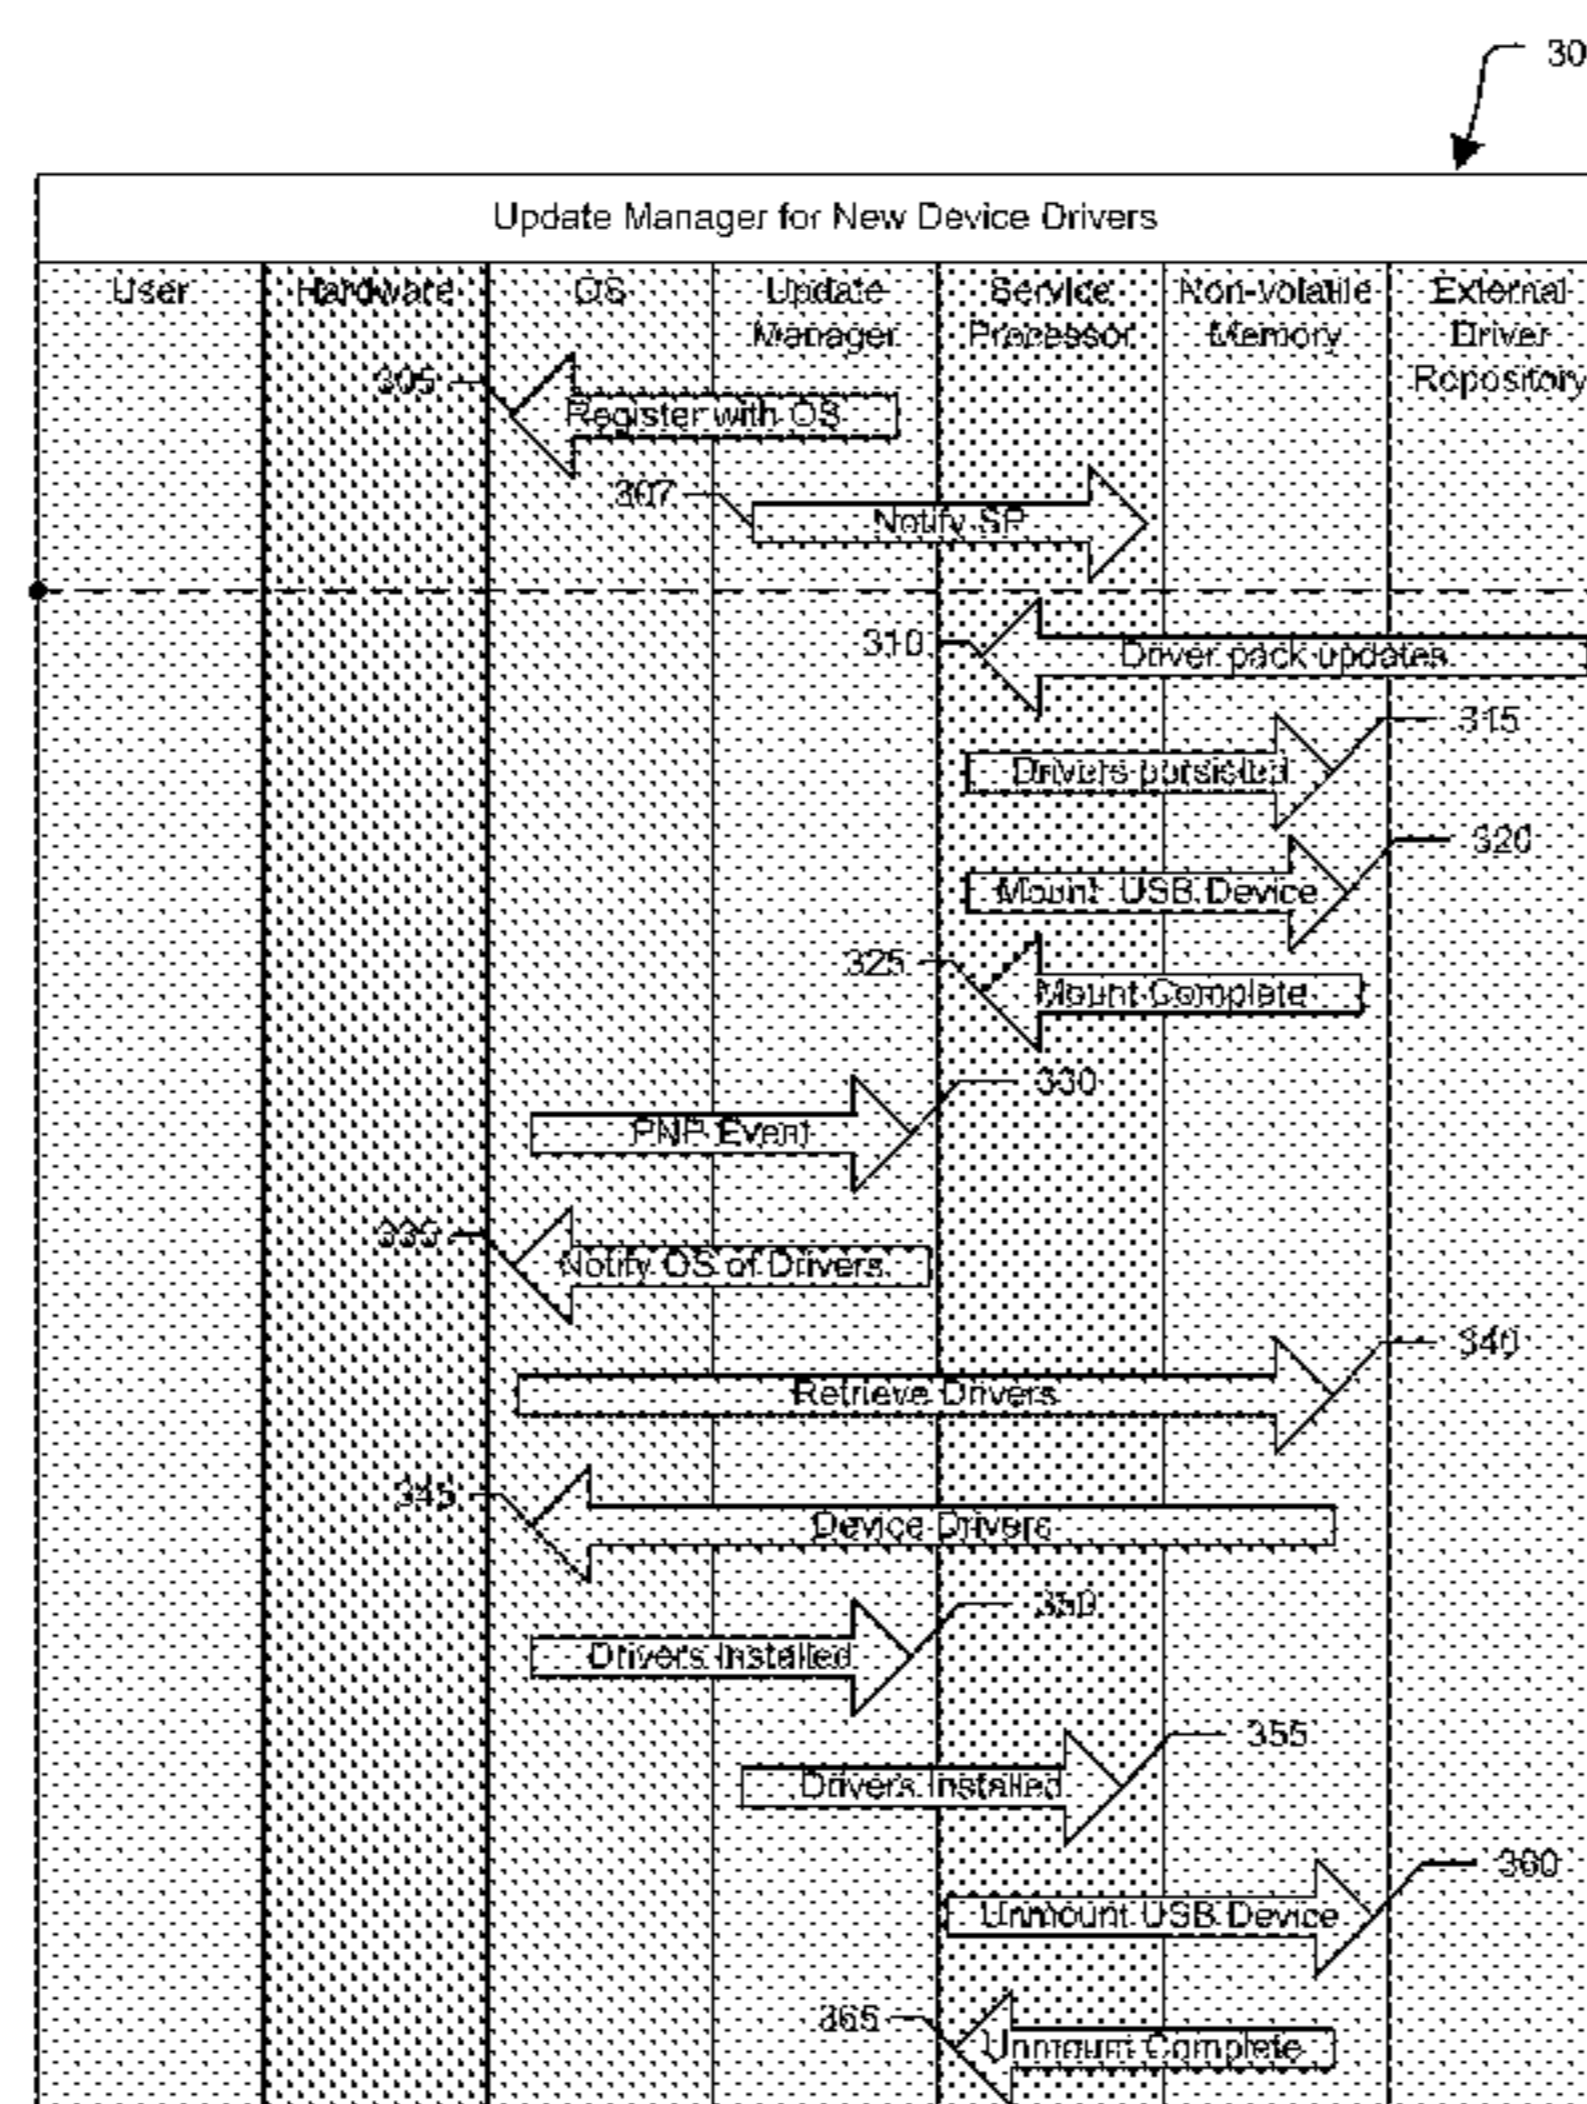 30
Update Manager for New Device Drivers
User
Hardware
OS
Update
Manager
Service
Processor
Non-volatile
Memory
External
Driver
Repository
305
Register with OS
307
Notify SP
310
Driver pack updates
315
Drivers persisted
320
Mount USB Device
325
Mount Complete
330
PNP Event
335
Notify OS of Drivers
340
Retrieve Drivers
345
Device Drivers
350
Drivers Installed
355
Drivers Installed
360
Unmount USB Device
365
Unmount Complete